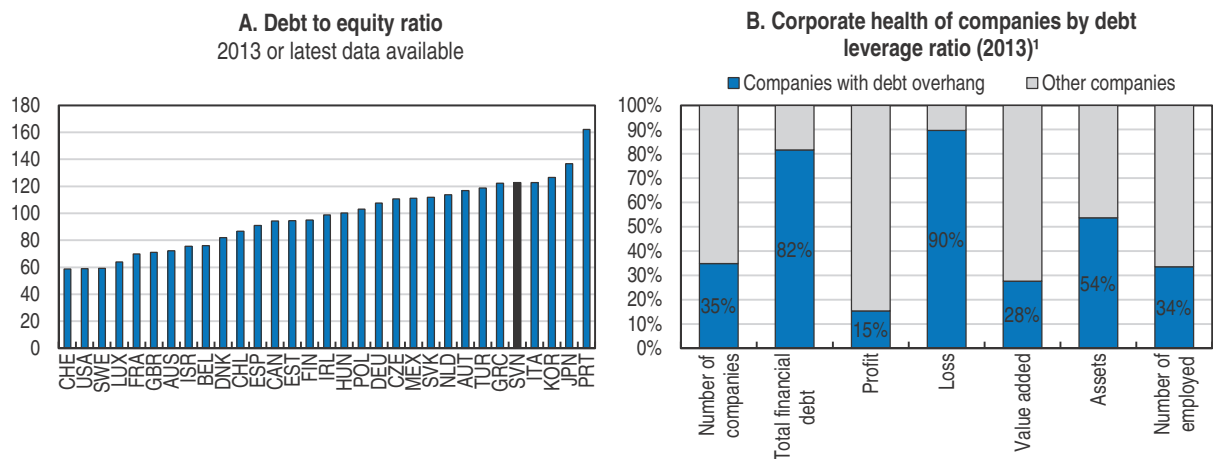 A. Debt to equity ratio
2013 or latest data available
180
160
140
120
100
80
60
40
20
0
CHE
USA
SWE
LUX
FRA
GBR
AUS
ISR
BEL
DNK
CHL
ESP
CAN
EST
FIN
IRL
HUN
POL
DEU
CZE
MEX
SVK
NLD
AUT
TUR
GRC
SVN
ITA
KOR
JPN
PRT
B. Corporate health of companies by debt
leverage ratio (2013)¹
Companies with debt overhang
Other companies
100%
90%
80%
70%
60%
50%
40%
30%
20%
10%
0%
35%
82%
15%
90%
28%
54%
34%
Number of
companies
Total financial
debt
Profit
Loss
Value added
Assets
Number of
employed